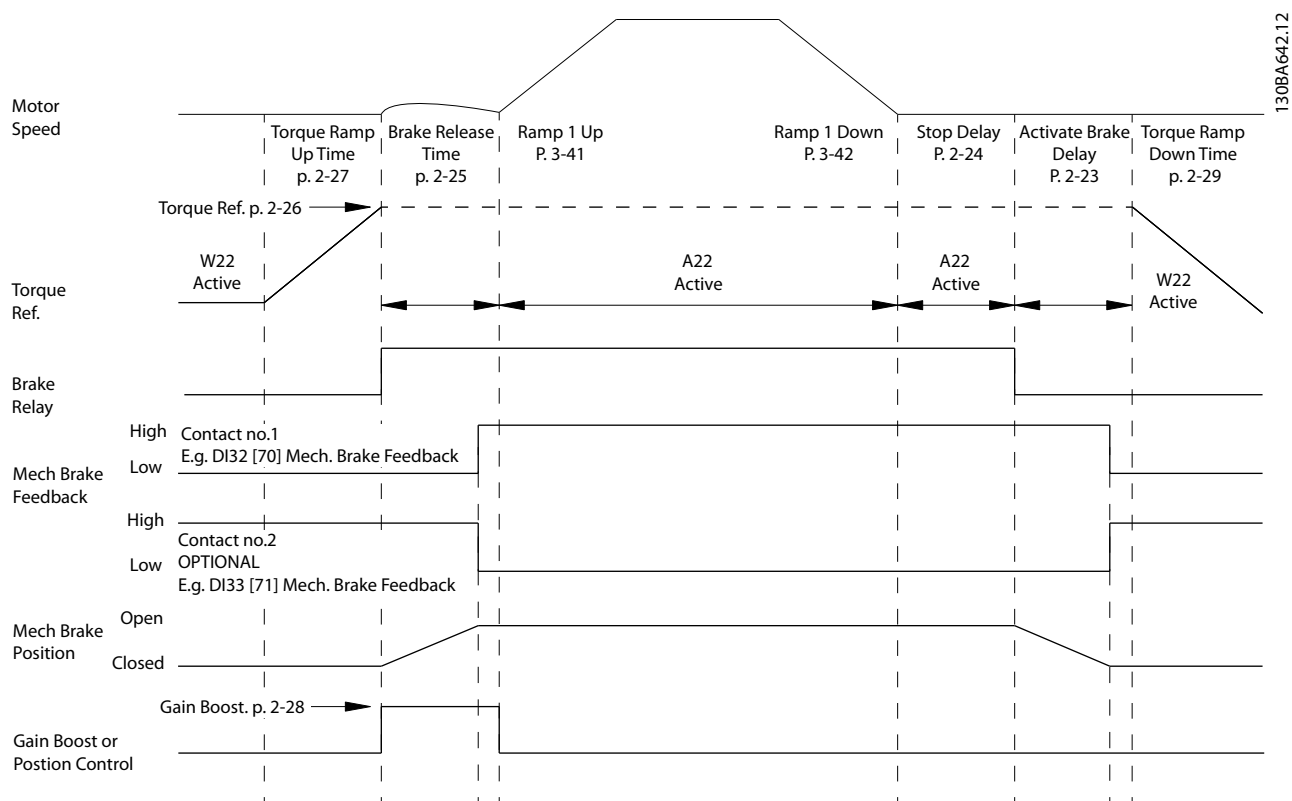 130BA642.12
Motor
Speed
Torque Ramp
Up Time
p. 2-27
Brake Release
Time
p. 2-25
Ramp 1 Up
P. 3-41
Ramp 1 Down
P. 3-42
Stop Delay
P. 2-24
Activate Brake
Delay
P. 2-23
Torque Ramp
Down Time
p. 2-29
Torque Ref. p. 2-26
W22
Active
A22
Active
A22
Active
W22
Active
Torque
Ref.
Brake
Relay
High
Contact no.1
E.g. DI32 [70] Mech. Brake Feedback
Low
Mech Brake
Feedback
High
Contact no.2
Low
OPTIONAL
E.g. DI33 [71] Mech. Brake Feedback
Open
Mech Brake
Position
Closed
Gain Boost. p. 2-28
Gain Boost or
Postion Control